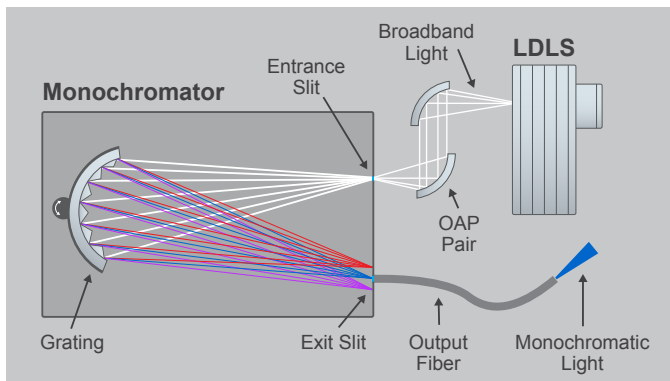 Broadband
Light
LDLS
Entrance
Slit
Monochromator
OAP
Pair
Grating
Exit Slit
Output
Fiber
Monochromatic
Light